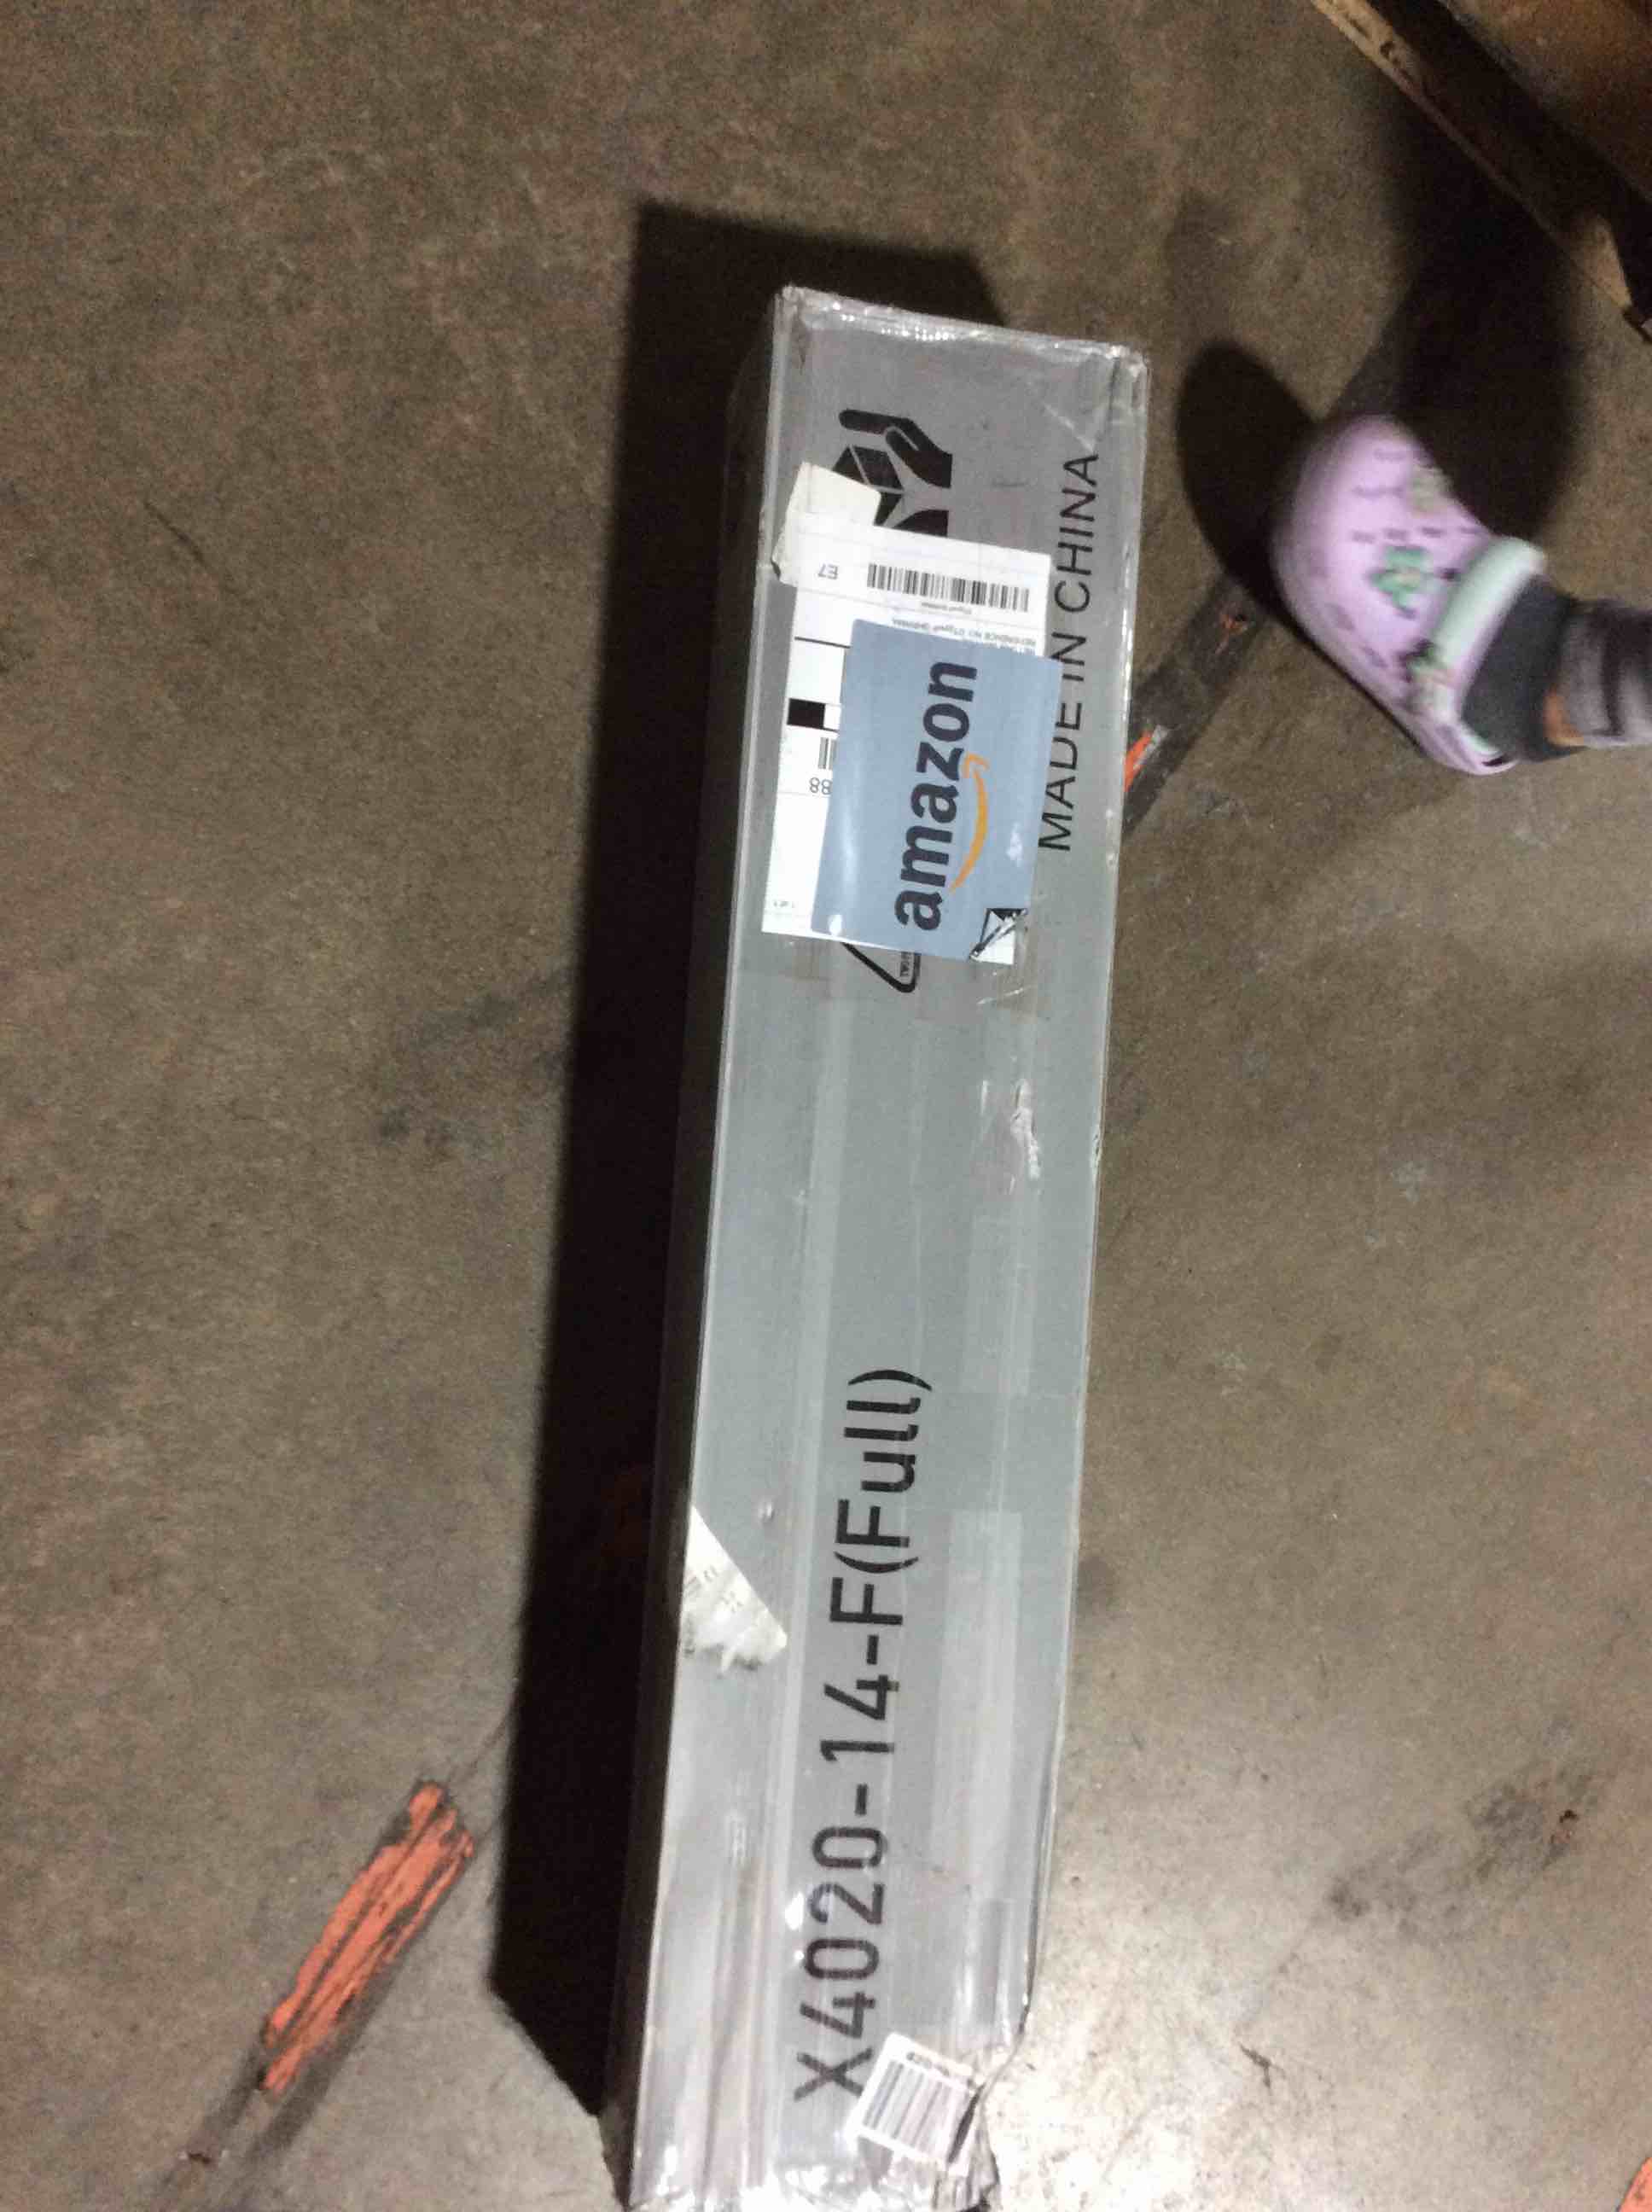 MADE IN CHINA
E7
amazon
88
X4020-14-F(Full)